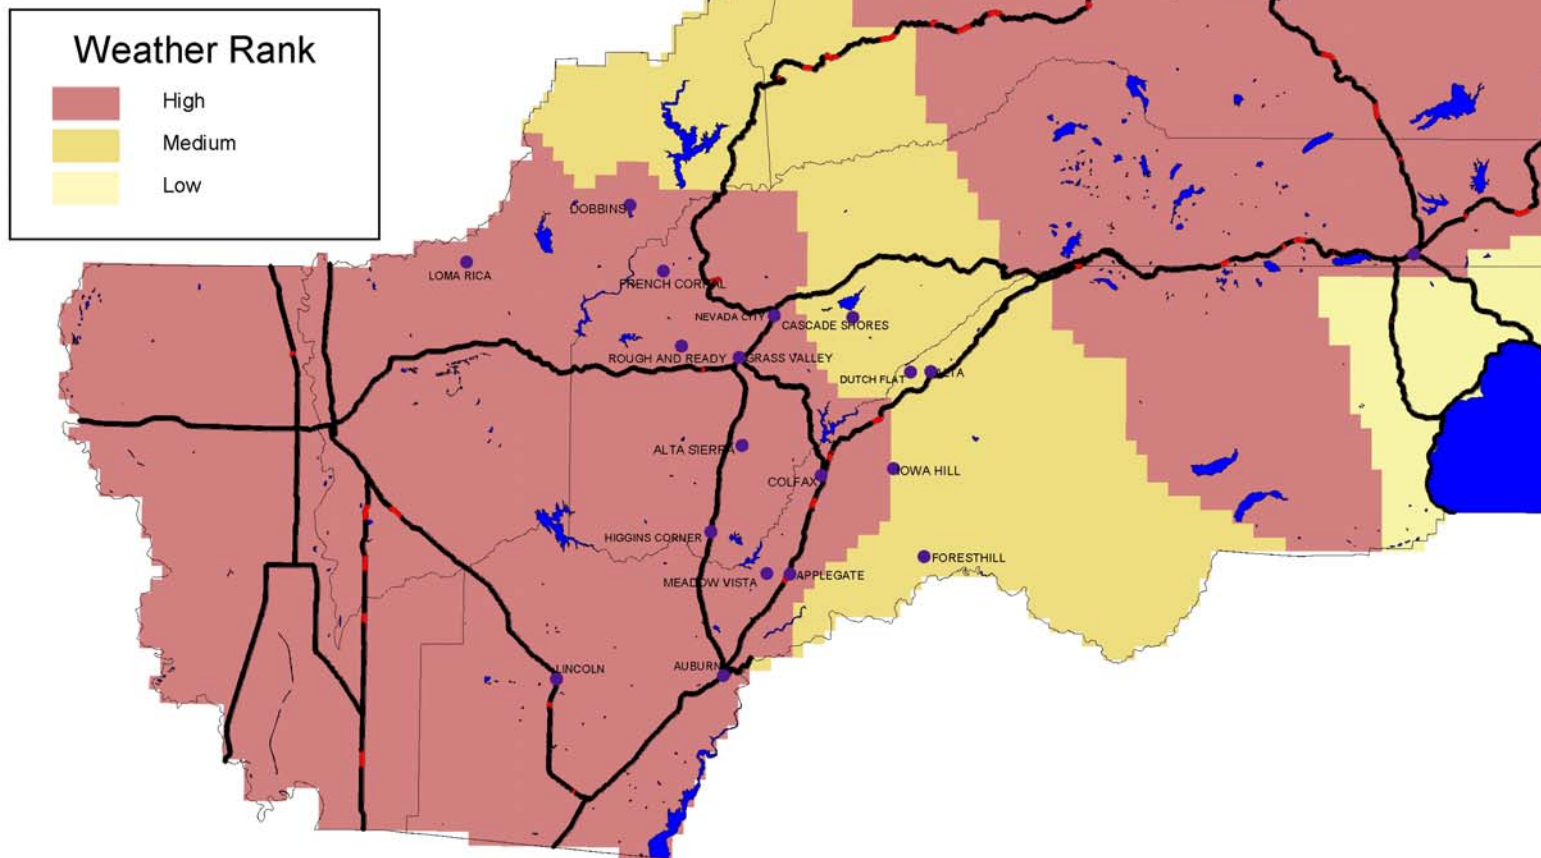 Weather Rank
High
Medium
Low
DOBBINS
LOMA RICA
FRENCH CORRAL
NEVADA CITY
CASCADE SHORES
ROUGH AND READY
GRASS VALLEY
DUTCH FLAT
ALTA
ALTA SIERRA
IOWA HILL
COLFAX
HIGGINS CORNER
FORESTHILL
MEADOW VISTA
APPLEGATE
LINCOLN
AUBURN